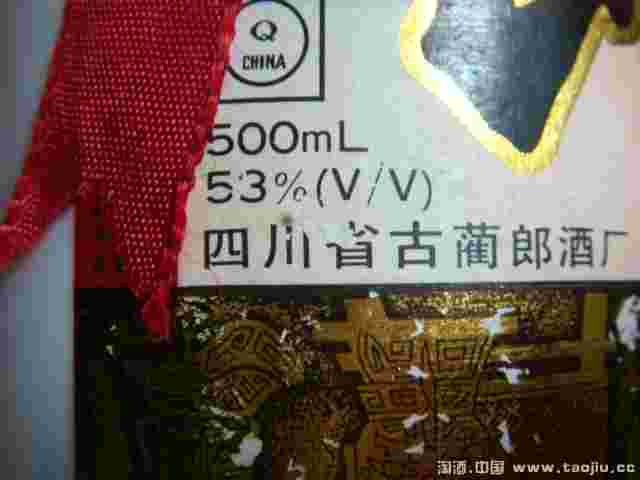 Q
CHINA
500mL
53%(V/V)
四川省古蔺郎酒厂
淘酒.中国 www.taojiu.cc